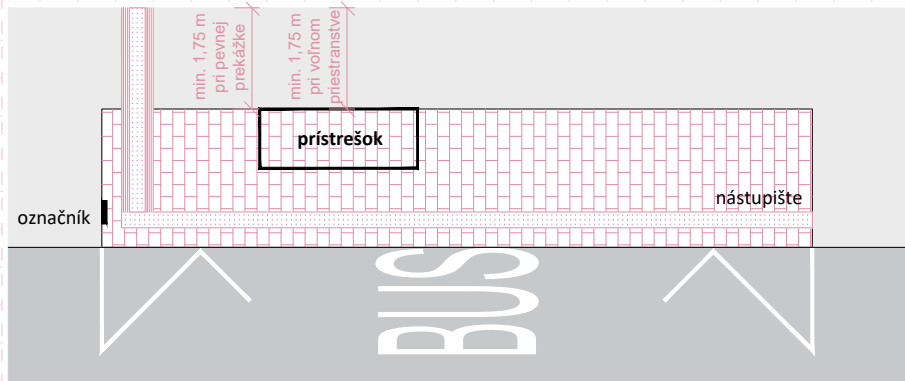 min. 1,75 m
pri pevnej
prekážke
min. 1,75 m
pri voľnom
priestranstve
prístrešok
nástupište
označník
BUS